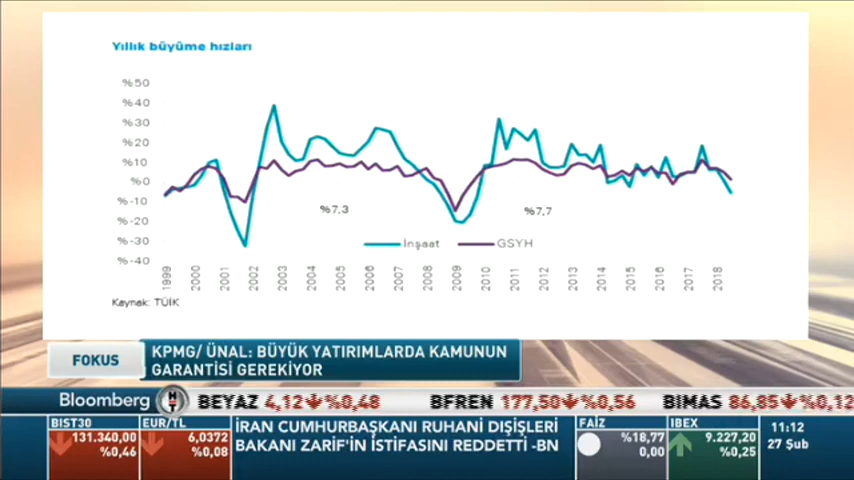 Yıllık büyüme hızları
%50
%40
%30
%20
%10
%0
%-10
%-20
%-30
%-40
%7,3
%7,7
İnşaat
GSYH
1999
2000
2001
2002
2003
2004
2005
2006
2007
2008
2009
2010
2011
2012
2013
2014
2015
2016
2017
2018
Kaynak: TÜİK
FOKUS
KPMG/ ÜNAL: BÜYÜK YATIRIMLARDA KAMUNUN
GARANTİSİ GEREKİYOR
Bloomberg HT
BEYAZ 4,12 %0,48 BFREN 177,50 %0,56 BIMAS 86,85 %0,12
BIST30
131.340,00
%0,46
EUR/TL
6,0372
%0,08
İRAN CUMHURBAŞKANI RUHANİ DIŞİŞLERİ
BAKANI ZARİF'İN İSTİFASINI REDDETTİ -BN
FAİZ
%18,77
0,00
IBEX
9.227,20
%0,25
11:12
27 Şub